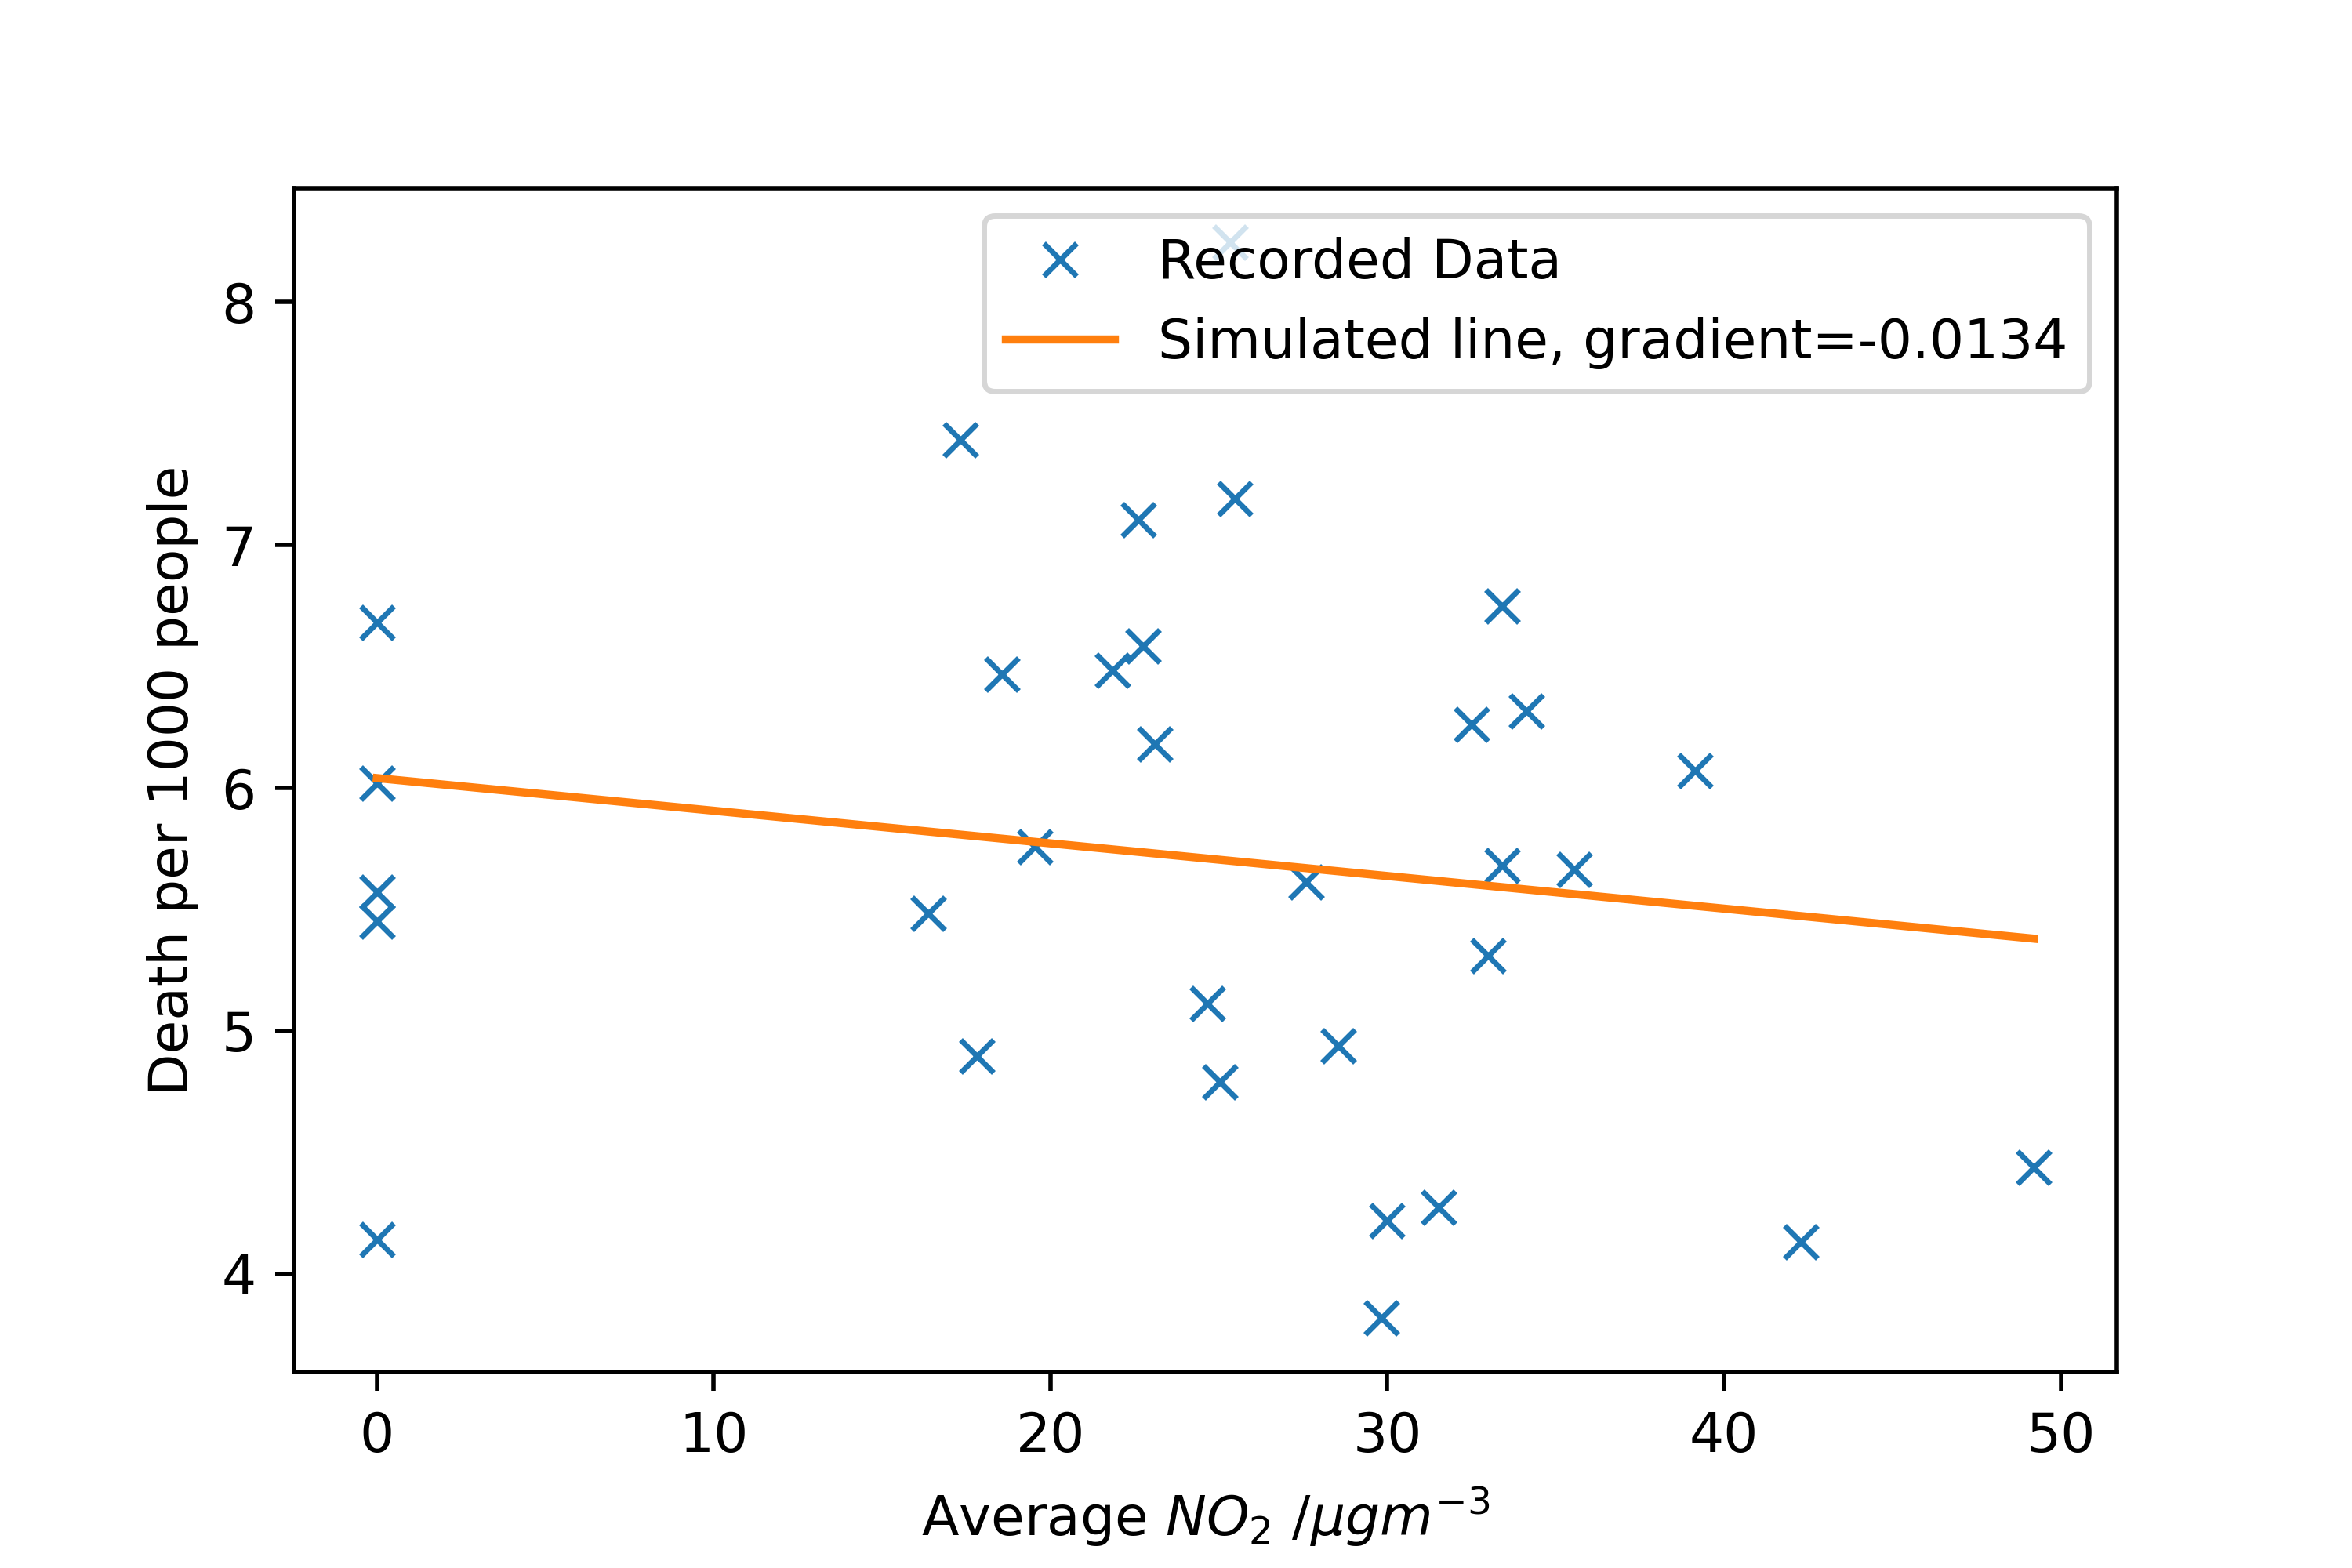 Recorded Data
Simulated line, gradient=-0.0134
8
7
6
5
4
Death per 1000 people
0 10 20 30 40 50
Average NO₂ /μgm⁻³